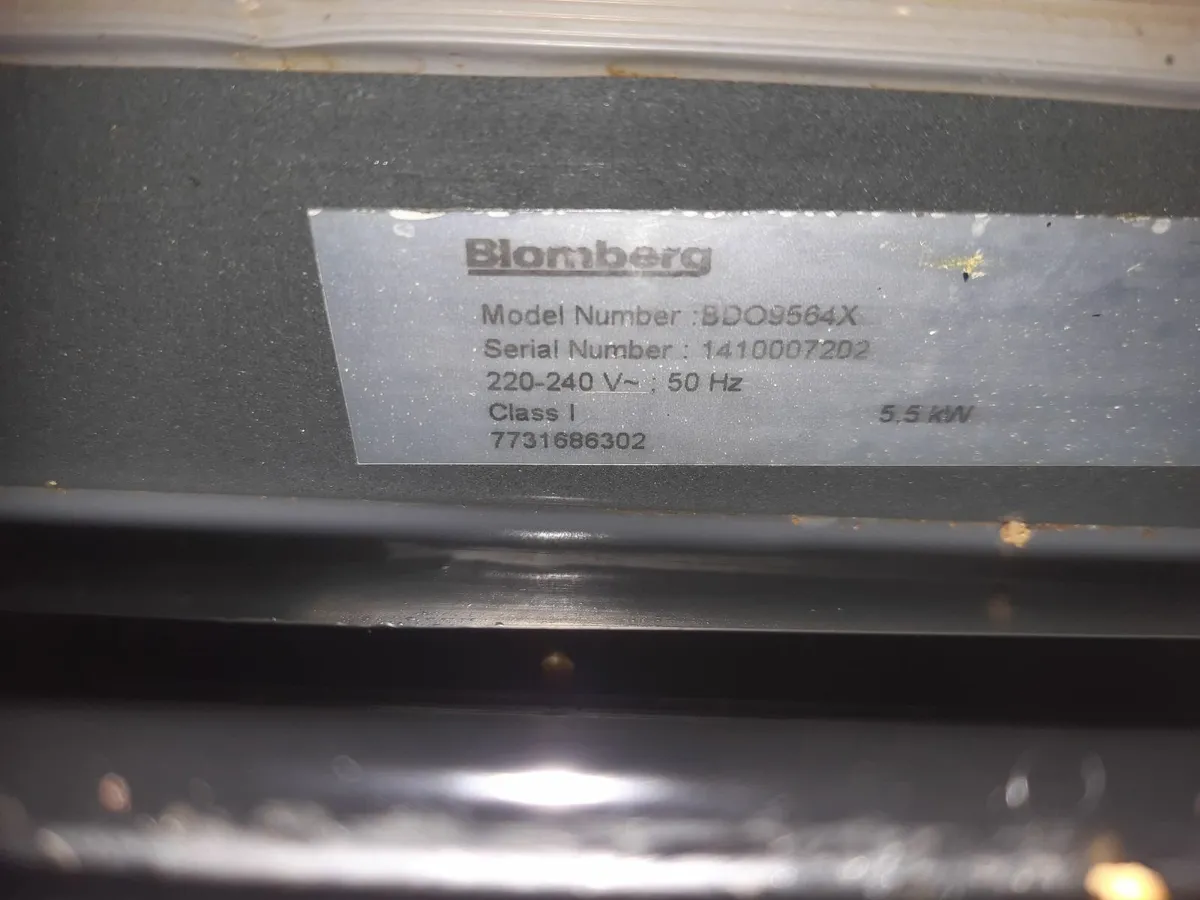 Blomberg
Model Number :BDO9564X
Serial Number : 1410007202
220-240 V~ : 50 Hz
Class I 5,5 kW
7731686302